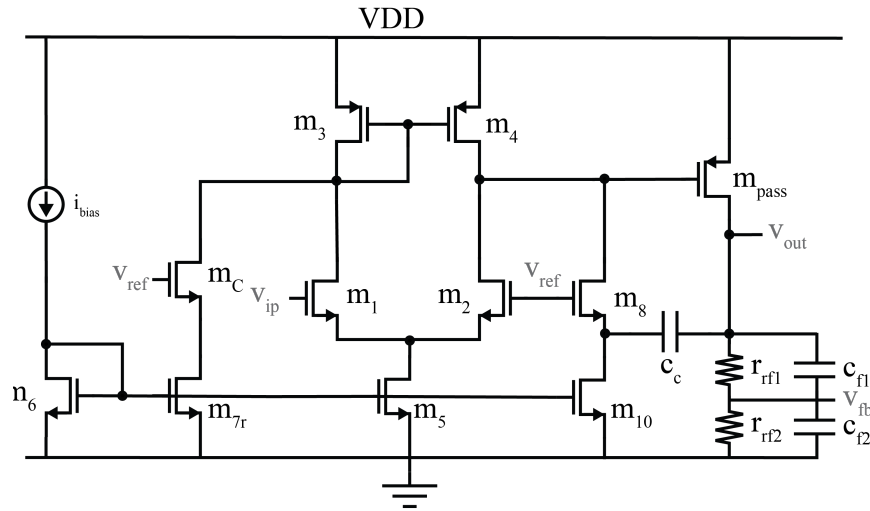 VDD
m3
m4
mpass
ibias
vout
vref
mC
vip
m1
m2
vref
m8
cc
rrf1
cf1
n6
m7r
m5
m10
rrf2
vfb
cf2